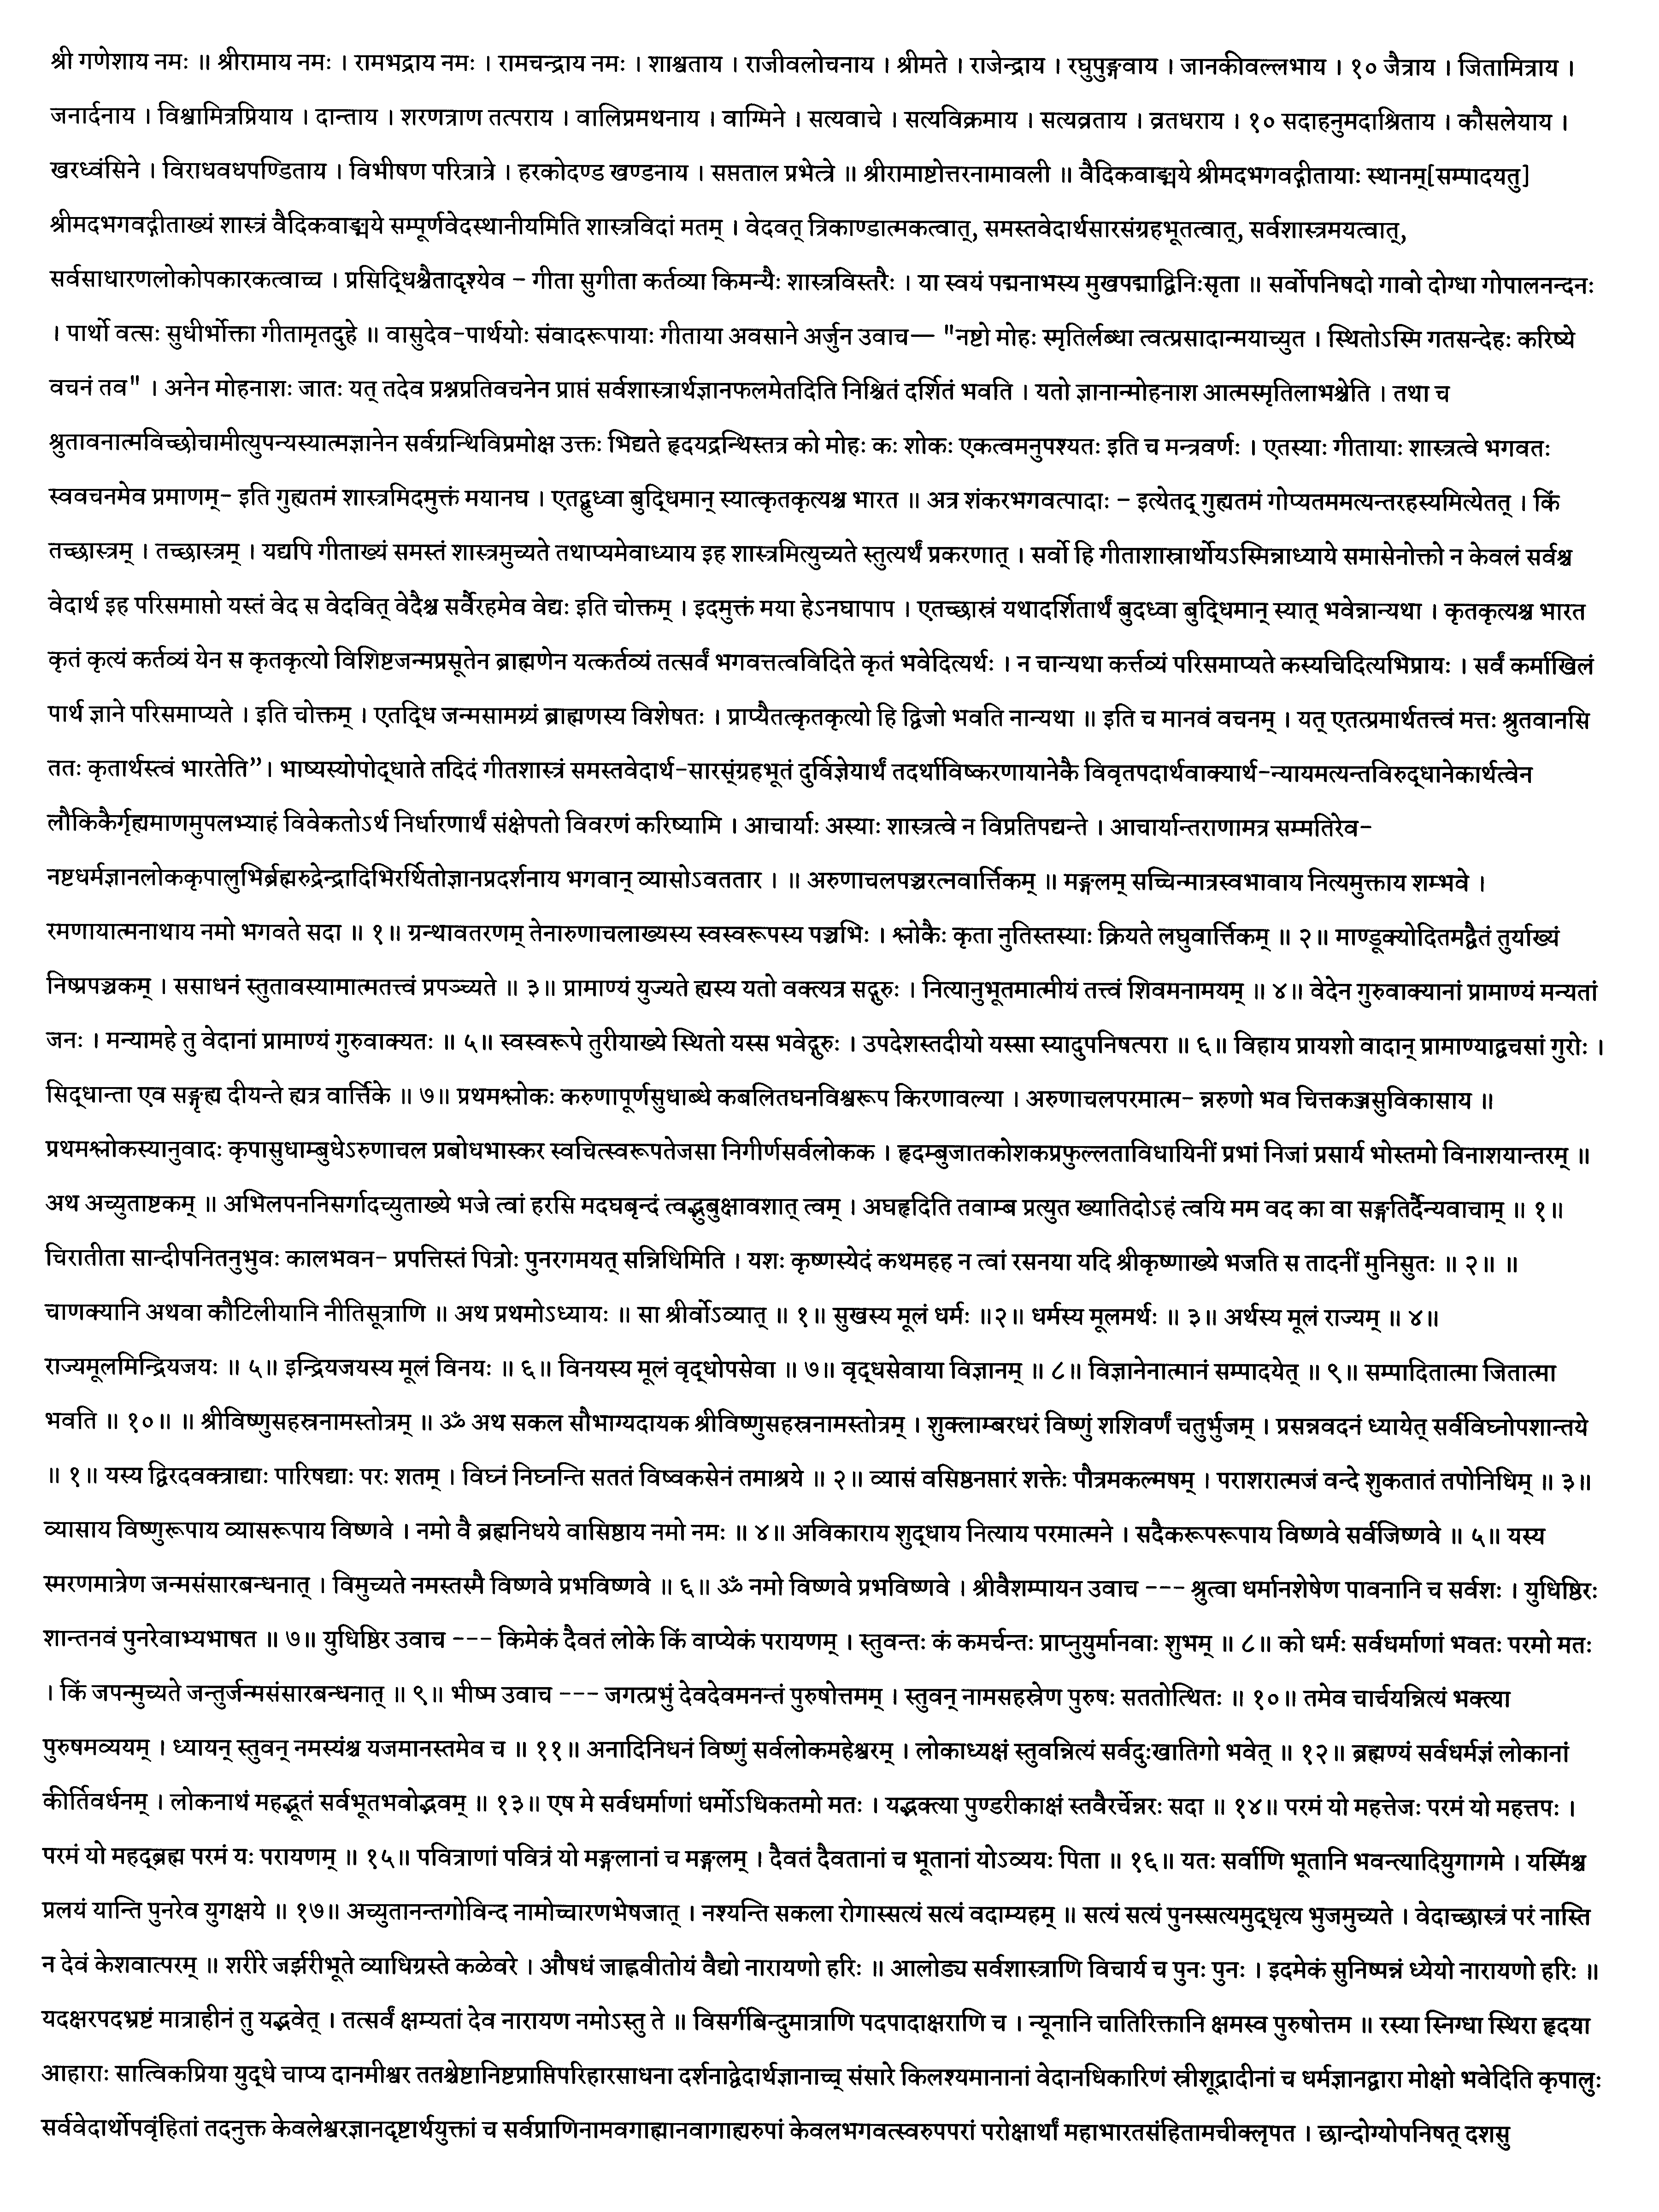 श्री गणेशाय नमः ॥ श्रीरामाय नमः । रामभद्राय नमः । रामचन्द्राय नमः । शाश्वताय । राजीवलोचनाय । श्रीमते । राजेन्द्राय । रघुपुङ्गवाय । जानकीवल्लभाय । १० जैत्राय । जितामित्राय ।
जनार्दनाय । विश्वामित्रप्रियाय । दान्ताय । शरणत्राण तत्पराय । वालिप्रमथनाय । वाग्मिने । सत्यवाचे । सत्यविक्रमाय । सत्यव्रताय । व्रतधराय । १० सदाहनुमदाश्रिताय । कौसलेयाय ।
खरध्वंसिने । विराधवधपण्डिताय । विभीषण परित्रात्रे । हरकोदण्ड खण्डनाय । सप्तताल प्रभेत्त्रे ॥ श्रीरामाष्टोत्तरनामावली ॥ वैदिकवाङ्मये श्रीमदभगवद्गीतायाः स्थानम्[सम्पादयतु]
श्रीमदभगवद्गीताख्यं शास्त्रं वैदिकवाङ्मये सम्पूर्णवेदस्थानीयमिति शास्त्रविदां मतम् । वेदवत् त्रिकाण्डात्मकत्वात्, समस्तवेदार्थसारसंग्रहभूतत्वात्, सर्वशास्त्रमयत्वात्,
सर्वसाधारणलोकोपकारकत्वाच्च । प्रसिद्धिश्चैतादृश्येव – गीता सुगीता कर्तव्या किमन्यैः शास्त्रविस्तरैः । या स्वयं पद्मनाभस्य मुखपद्माद्विनिःसृता ॥ सर्वोपनिषदो गावो दोग्धा गोपालनन्दनः
। पार्थो वत्सः सुधीर्भोक्ता गीतामृतदुहे ॥ वासुदेव-पार्थयोः संवादरूपायाः गीताया अवसाने अर्जुन उवाच— "नष्टो मोहः स्मृतिर्लब्धा त्वत्प्रसादान्मयाच्युत । स्थितोऽस्मि गतसन्देहः करिष्ये
वचनं तव" । अनेन मोहनाशः जातः यत् तदेव प्रश्नप्रतिवचनेन प्राप्तं सर्वशास्त्रार्थज्ञानफलमेतदिति निश्चितं दर्शितं भवति । यतो ज्ञानान्मोहनाश आत्मस्मृतिलाभश्चेति । तथा च
श्रुतावनात्मविच्छोचामीत्युपन्यस्यात्मज्ञानेन सर्वग्रन्थिविप्रमोक्ष उक्तः भिद्यते हृदयद्रन्थिस्तत्र को मोहः कः शोकः एकत्वमनुपश्यतः इति च मन्त्रवर्णः । एतस्याः गीतायाः शास्त्रत्वे भगवतः
स्ववचनमेव प्रमाणम्- इति गुह्यतमं शास्त्रमिदमुक्तं मयानघ । एतद्बुध्वा बुद्धिमान् स्यात्कृतकृत्यश्च भारत ॥ अत्र शंकरभगवत्पादाः – इत्येतद् गुह्यतमं गोप्यतममत्यन्तरहस्यमित्येतत् । किं
तच्छास्त्रम् । तच्छास्त्रम् । यद्यपि गीताख्यं समस्तं शास्त्रमुच्यते तथाप्यमेवाध्याय इह शास्त्रमित्युच्यते स्तुत्यर्थं प्रकरणात् । सर्वो हि गीताशास्रार्थोयऽस्मिन्नाध्याये समासेनोक्तो न केवलं सर्वश्च
वेदार्थ इह परिसमाप्तो यस्तं वेद स वेदवित् वेदैश्च सर्वैरहमेव वेद्यः इति चोक्तम् । इदमुक्तं मया हेऽनघापाप । एतच्छास्रं यथादर्शितार्थं बुदध्वा बुद्धिमान् स्यात् भवेन्नान्यथा । कृतकृत्यश्च भारत
कृतं कृत्यं कर्तव्यं येन स कृतकृत्यो विशिष्टजन्मप्रसूतेन ब्राह्मणेन यत्कर्तव्यं तत्सर्वं भगवत्तत्वविदिते कृतं भवेदित्यर्थः । न चान्यथा कर्त्तव्यं परिसमाप्यते कस्यचिदित्यभिप्रायः । सर्वं कर्माखिलं
पार्थ ज्ञाने परिसमाप्यते । इति चोक्तम् । एतद्धि जन्मसामग्र्यं ब्राह्मणस्य विशेषतः । प्राप्यैतत्कृतकृत्यो हि द्विजो भवति नान्यथा ॥ इति च मानवं वचनम् । यत् एतत्प्रमार्थतत्त्वं मत्तः श्रुतवानसि
ततः कृतार्थस्त्वं भारतेति”। भाष्यस्योपोद्धाते तदिदं गीतशास्त्रं समस्तवेदार्थ-सारस्ंग्रहभूतं दुर्विज्ञेयार्थं तदर्थाविष्करणायानेकै विवृतपदार्थवाक्यार्थ-न्यायमत्यन्तविरुद्धानेकार्थत्वेन
लौकिकैर्गृह्यमाणमुपलभ्याहं विवेकतोऽर्थ निर्धारणार्थं संक्षेपतो विवरणं करिष्यामि । आचार्याः अस्याः शास्त्रत्वे न विप्रतिपद्यन्ते । आचार्यान्तराणामत्र सम्मतिरेव-
नष्टधर्मज्ञानलोककृपालुभिर्ब्रह्मरुद्रेन्द्रादिभिरर्थितोज्ञानप्रदर्शनाय भगवान् व्यासोऽवततार । ॥ अरुणाचलपञ्चरत्नवार्त्तिकम् ॥ मङ्गलम् सच्चिन्मात्रस्वभावाय नित्यमुक्ताय शम्भवे ।
रमणायात्मनाथाय नमो भगवते सदा ॥ १॥ ग्रन्थावतरणम् तेनारुणाचलाख्यस्य स्वस्वरूपस्य पञ्चभिः । श्लोकैः कृता नुतिस्तस्याः क्रियते लघुवार्त्तिकम् ॥ २॥ माण्डूक्योदितमद्वैतं तुर्याख्यं
निष्प्रपञ्चकम् । ससाधनं स्तुतावस्यामात्मतत्त्वं प्रपञ्च्यते ॥ ३॥ प्रामाण्यं युज्यते ह्यस्य यतो वक्त्यत्र सद्गुरुः । नित्यानुभूतमात्मीयं तत्त्वं शिवमनामयम् ॥ ४॥ वेदेन गुरुवाक्यानां प्रामाण्यं मन्यतां
जनः । मन्यामहे तु वेदानां प्रामाण्यं गुरुवाक्यतः ॥ ५॥ स्वस्वरूपे तुरीयाख्ये स्थितो यस्स भवेद्गुरुः । उपदेशस्तदीयो यस्सा स्यादुपनिषत्परा ॥ ६॥ विहाय प्रायशो वादान् प्रामाण्याद्वचसां गुरोः ।
सिद्धान्ता एव सङ्गृह्य दीयन्ते ह्यत्र वार्त्तिके ॥ ७॥ प्रथमश्लोकः करुणापूर्णसुधाब्धे कबलितघनविश्वरूप किरणावल्या । अरुणाचलपरमात्म- न्नरुणो भव चित्तकञ्जसुविकासाय ॥
प्रथमश्लोकस्यानुवादः कृपासुधाम्बुधेऽरुणाचल प्रबोधभास्कर स्वचित्स्वरूपतेजसा निगीर्णसर्वलोकक । हृदम्बुजातकोशकप्रफुल्लताविधायिनीं प्रभां निजां प्रसार्य भोस्तमो विनाशयान्तरम् ॥
अथ अच्युताष्टकम् ॥ अभिलपननिसर्गादच्युताख्ये भजे त्वां हरसि मदघबृन्दं त्वद्भुबुक्षावशात् त्वम् । अघहृदिति तवाम्ब प्रत्युत ख्यातिदोऽहं त्वयि मम वद का वा सङ्गतिर्दैन्यवाचाम् ॥ १॥
चिरातीता सान्दीपनितनुभुवः कालभवन- प्रपत्तिस्तं पित्रोः पुनरगमयत् सन्निधिमिति । यशः कृष्णस्येदं कथमहह न त्वां रसनया यदि श्रीकृष्णाख्ये भजति स तादनीं मुनिसुतः ॥ २॥ ॥
चाणक्यानि अथवा कौटिलीयानि नीतिसूत्राणि ॥ अथ प्रथमोऽध्यायः ॥ सा श्रीर्वोऽव्यात् ॥ १॥ सुखस्य मूलं धर्मः ॥२॥ धर्मस्य मूलमर्थः ॥ ३॥ अर्थस्य मूलं राज्यम् ॥ ४॥
राज्यमूलमिन्द्रियजयः ॥ ५॥ इन्द्रियजयस्य मूलं विनयः ॥ ६॥ विनयस्य मूलं वृद्धोपसेवा ॥ ७॥ वृद्धसेवाया विज्ञानम् ॥ ८॥ विज्ञानेनात्मानं सम्पादयेत् ॥ ९॥ सम्पादितात्मा जितात्मा
भवति ॥ १०॥ ॥ श्रीविष्णुसहस्रनामस्तोत्रम् ॥ ॐ अथ सकल सौभाग्यदायक श्रीविष्णुसहस्रनामस्तोत्रम् । शुक्लाम्बरधरं विष्णुं शशिवर्णं चतुर्भुजम् । प्रसन्नवदनं ध्यायेत् सर्वविघ्नोपशान्तये
॥ १॥ यस्य द्विरदवक्त्राद्याः पारिषद्याः परः शतम् । विघ्नं निघ्नन्ति सततं विष्वकसेनं तमाश्रये ॥ २॥ व्यासं वसिष्ठनप्तारं शक्तेः पौत्रमकल्मषम् । पराशरात्मजं वन्दे शुकतातं तपोनिधिम् ॥ ३॥
व्यासाय विष्णुरूपाय व्यासरूपाय विष्णवे । नमो वै ब्रह्मनिधये वासिष्ठाय नमो नमः ॥ ४॥ अविकाराय शुद्धाय नित्याय परमात्मने । सदैकरूपरूपाय विष्णवे सर्वजिष्णवे ॥ ५॥ यस्य
स्मरणमात्रेण जन्मसंसारबन्धनात् । विमुच्यते नमस्तस्मै विष्णवे प्रभविष्णवे ॥ ६॥ ॐ नमो विष्णवे प्रभविष्णवे । श्रीवैशम्पायन उवाच --- श्रुत्वा धर्मानशेषेण पावनानि च सर्वशः । युधिष्ठिरः
शान्तनवं पुनरेवाभ्यभाषत ॥ ७॥ युधिष्ठिर उवाच --- किमेकं दैवतं लोके किं वाप्येकं परायणम् । स्तुवन्तः कं कमर्चन्तः प्राप्नुयुर्मानवाः शुभम् ॥ ८॥ को धर्मः सर्वधर्माणां भवतः परमो मतः
। किं जपन्मुच्यते जन्तुर्जन्मसंसारबन्धनात् ॥ ९॥ भीष्म उवाच --- जगत्प्रभुं देवदेवमनन्तं पुरुषोत्तमम् । स्तुवन् नामसहस्रेण पुरुषः सततोत्थितः ॥ १०॥ तमेव चार्चयन्नित्यं भक्त्या
पुरुषमव्ययम् । ध्यायन् स्तुवन् नमस्यंश्च यजमानस्तमेव च ॥ ११॥ अनादिनिधनं विष्णुं सर्वलोकमहेश्वरम् । लोकाध्यक्षं स्तुवन्नित्यं सर्वदुःखातिगो भवेत् ॥ १२॥ ब्रह्मण्यं सर्वधर्मज्ञं लोकानां
कीर्तिवर्धनम् । लोकनाथं महद्भूतं सर्वभूतभवोद्भवम् ॥ १३॥ एष मे सर्वधर्माणां धर्मोऽधिकतमो मतः । यद्भक्त्या पुण्डरीकाक्षं स्तवैरर्चेन्नरः सदा ॥ १४॥ परमं यो महत्तेजः परमं यो महत्तपः ।
परमं यो महद्ब्रह्म परमं यः परायणम् ॥ १५॥ पवित्राणां पवित्रं यो मङ्गलानां च मङ्गलम् । दैवतं दैवतानां च भूतानां योऽव्ययः पिता ॥ १६॥ यतः सर्वाणि भूतानि भवन्त्यादियुगागमे । यस्मिंश्च
प्रलयं यान्ति पुनरेव युगक्षये ॥ १७॥ अच्युतानन्तगोविन्द नामोच्चारणभेषजात् । नश्यन्ति सकला रोगास्सत्यं सत्यं वदाम्यहम् ॥ सत्यं सत्यं पुनस्सत्यमुद्धृत्य भुजमुच्यते । वेदाच्छास्त्रं परं नास्ति
न देवं केशवात्परम् ॥ शरीरे जर्झरीभूते व्याधिग्रस्ते कळेवरे । औषधं जाह्नवीतोयं वैद्यो नारायणो हरिः ॥ आलोड्य सर्वशास्त्राणि विचार्य च पुनः पुनः । इदमेकं सुनिष्पन्नं ध्येयो नारायणो हरिः ॥
यदक्षरपदभ्रष्टं मात्राहीनं तु यद्भवेत् । तत्सर्वं क्षम्यतां देव नारायण नमोऽस्तु ते ॥ विसर्गबिन्दुमात्राणि पदपादाक्षराणि च । न्यूनानि चातिरिक्तानि क्षमस्व पुरुषोत्तम ॥ रस्या स्निग्धा स्थिरा हृदया
आहाराः सात्विकप्रिया युद्धे चाप्य दानमीश्वर ततश्चेष्टानिष्टप्राप्तिपरिहारसाधना दर्शनाद्वेदार्थज्ञानाच्च् संसारे किलश्यमानानां वेदानधिकारिणं स्रीशूद्रादीनां च धर्मज्ञानद्वारा मोक्षो भवेदिति कृपालुः
सर्ववेदार्थोपवृंहितां तदनुक्त केवलेश्वरज्ञानदृष्टार्थयुक्तां च सर्वप्राणिनामवगाह्मानवागाह्यरुपां केवलभगवत्स्वरुपपरां परोक्षार्थां महाभारतसंहितामचीक्लृपत । छान्दोग्योपनिषत् दशसु